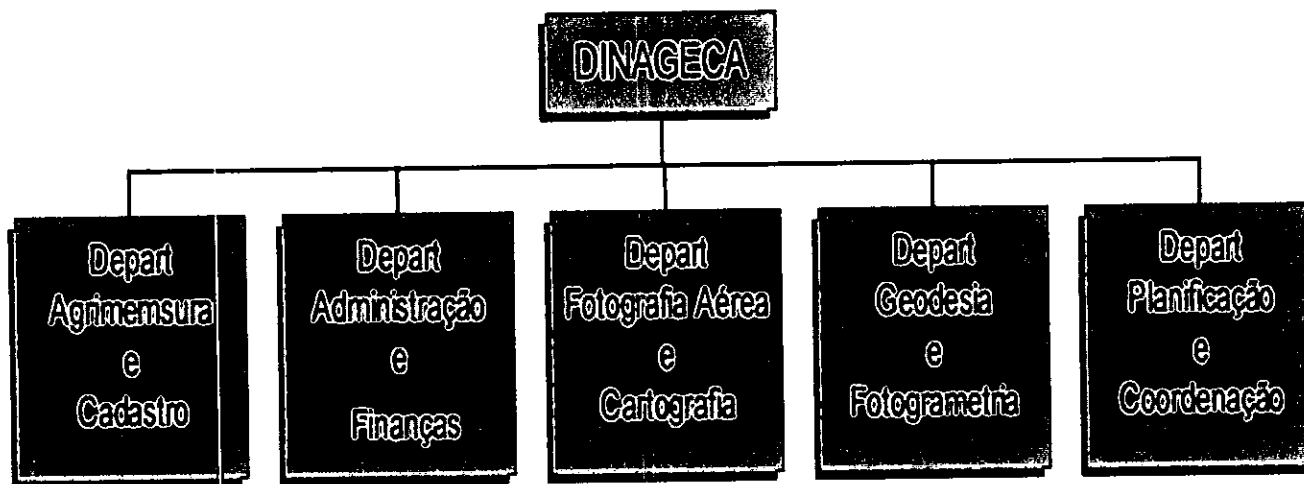 DINAGECA
Depart
Agrimemsura
e
Cadastro
Depart
Administração
e
Finanças
Depart
Fotografia Aérea
e
Cartografia
Depart
Geodesia
e
Fotogrametria
Depart
Planificação
e
Coordenação